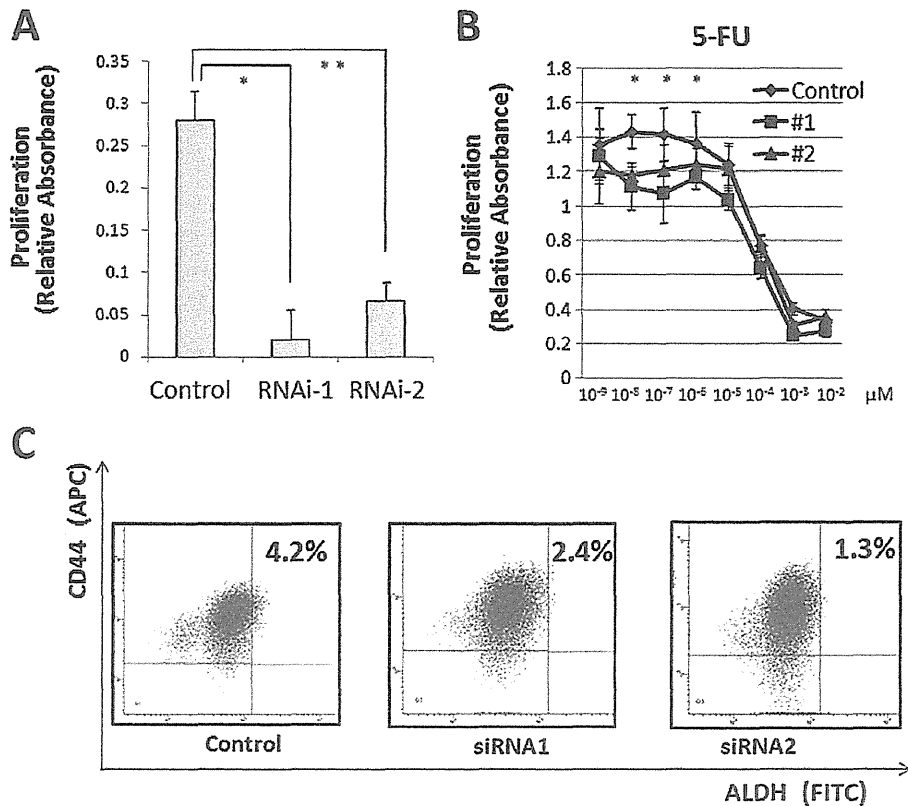 A
Proliferation
(Relative Absorbance)
0.35
0.3
0.25
0.2
0.15
0.1
0.05
0
*
**
Control RNAi-1 RNAi-2
B
5-FU
Proliferation
(Relative Absorbance)
1.8
1.6
1.4
1.2
1
0.8
0.6
0.4
0.2
0
* * *
Control
#1
#2
10⁻⁹ 10⁻⁸ 10⁻⁷ 10⁻⁶ 10⁻⁵ 10⁻⁴ 10⁻³ 10⁻² μM
C
CD44 (APC)
4.2%
2.4%
1.3%
Control
siRNA1
siRNA2
ALDH (FITC)